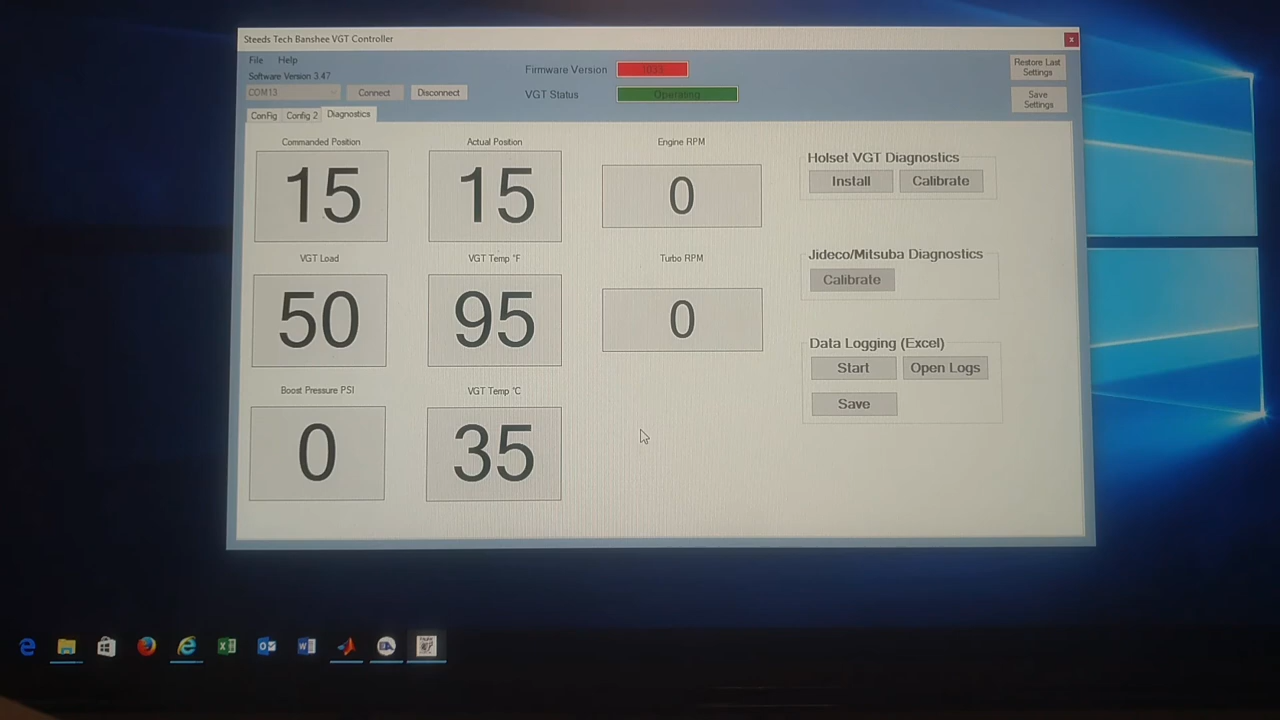 Steeds Tech Banshee VGT Controller
x
File Help
Software Version 3.47
COM13 Connect Disconnect
Firmware Version
VGT Status Operating
Restore Last Settings
Save Settings
ConFig Config 2 Diagnostics
Commanded Position Actual Position Engine RPM
15 15 0
VGT Load VGT Temp °F Turbo RPM
50 95 0
Boost Pressure PSI VGT Temp °C
0 35
Holset VGT Diagnostics
Install Calibrate
Jideco/Mitsuba Diagnostics
Calibrate
Data Logging (Excel)
Start Open Logs
Save